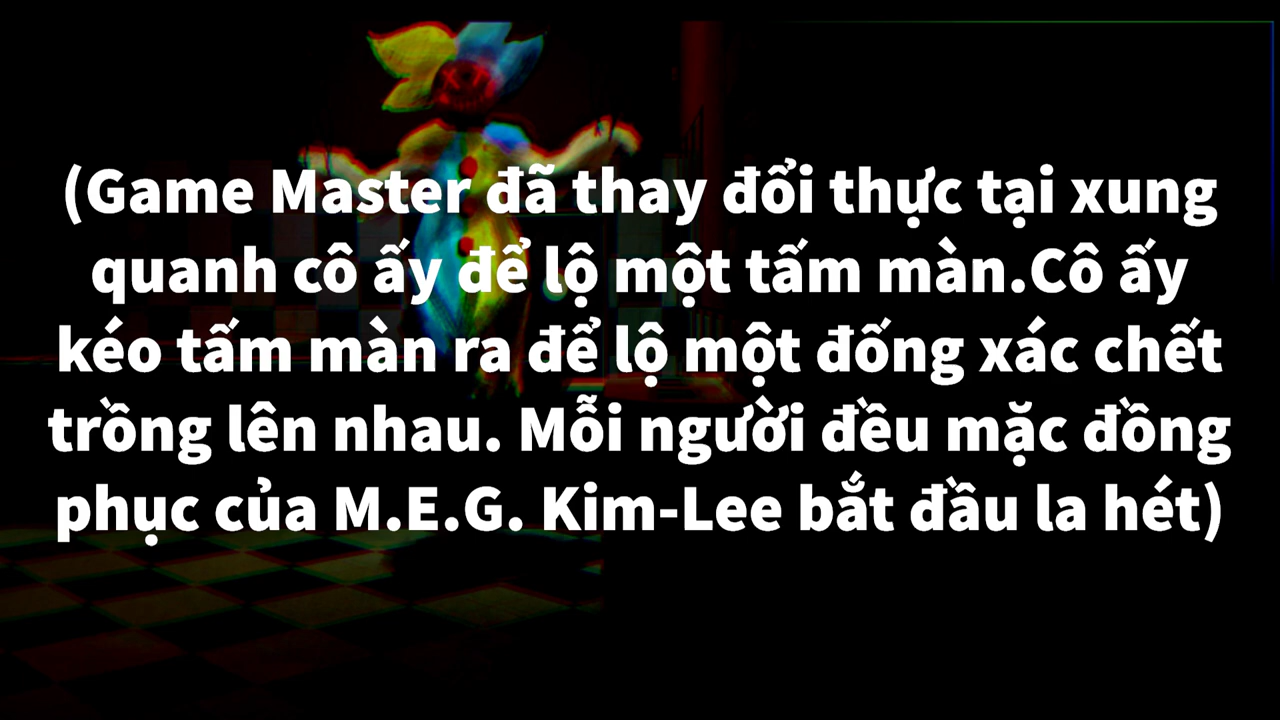 (Game Master đã thay đổi thực tại xung
quanh cô ấy để lộ một tấm màn.Cô ấy
kéo tấm màn ra để lộ một đống xác chết
trồng lên nhau. Mỗi người đều mặc đồng
phục của M.E.G. Kim-Lee bắt đầu la hét)